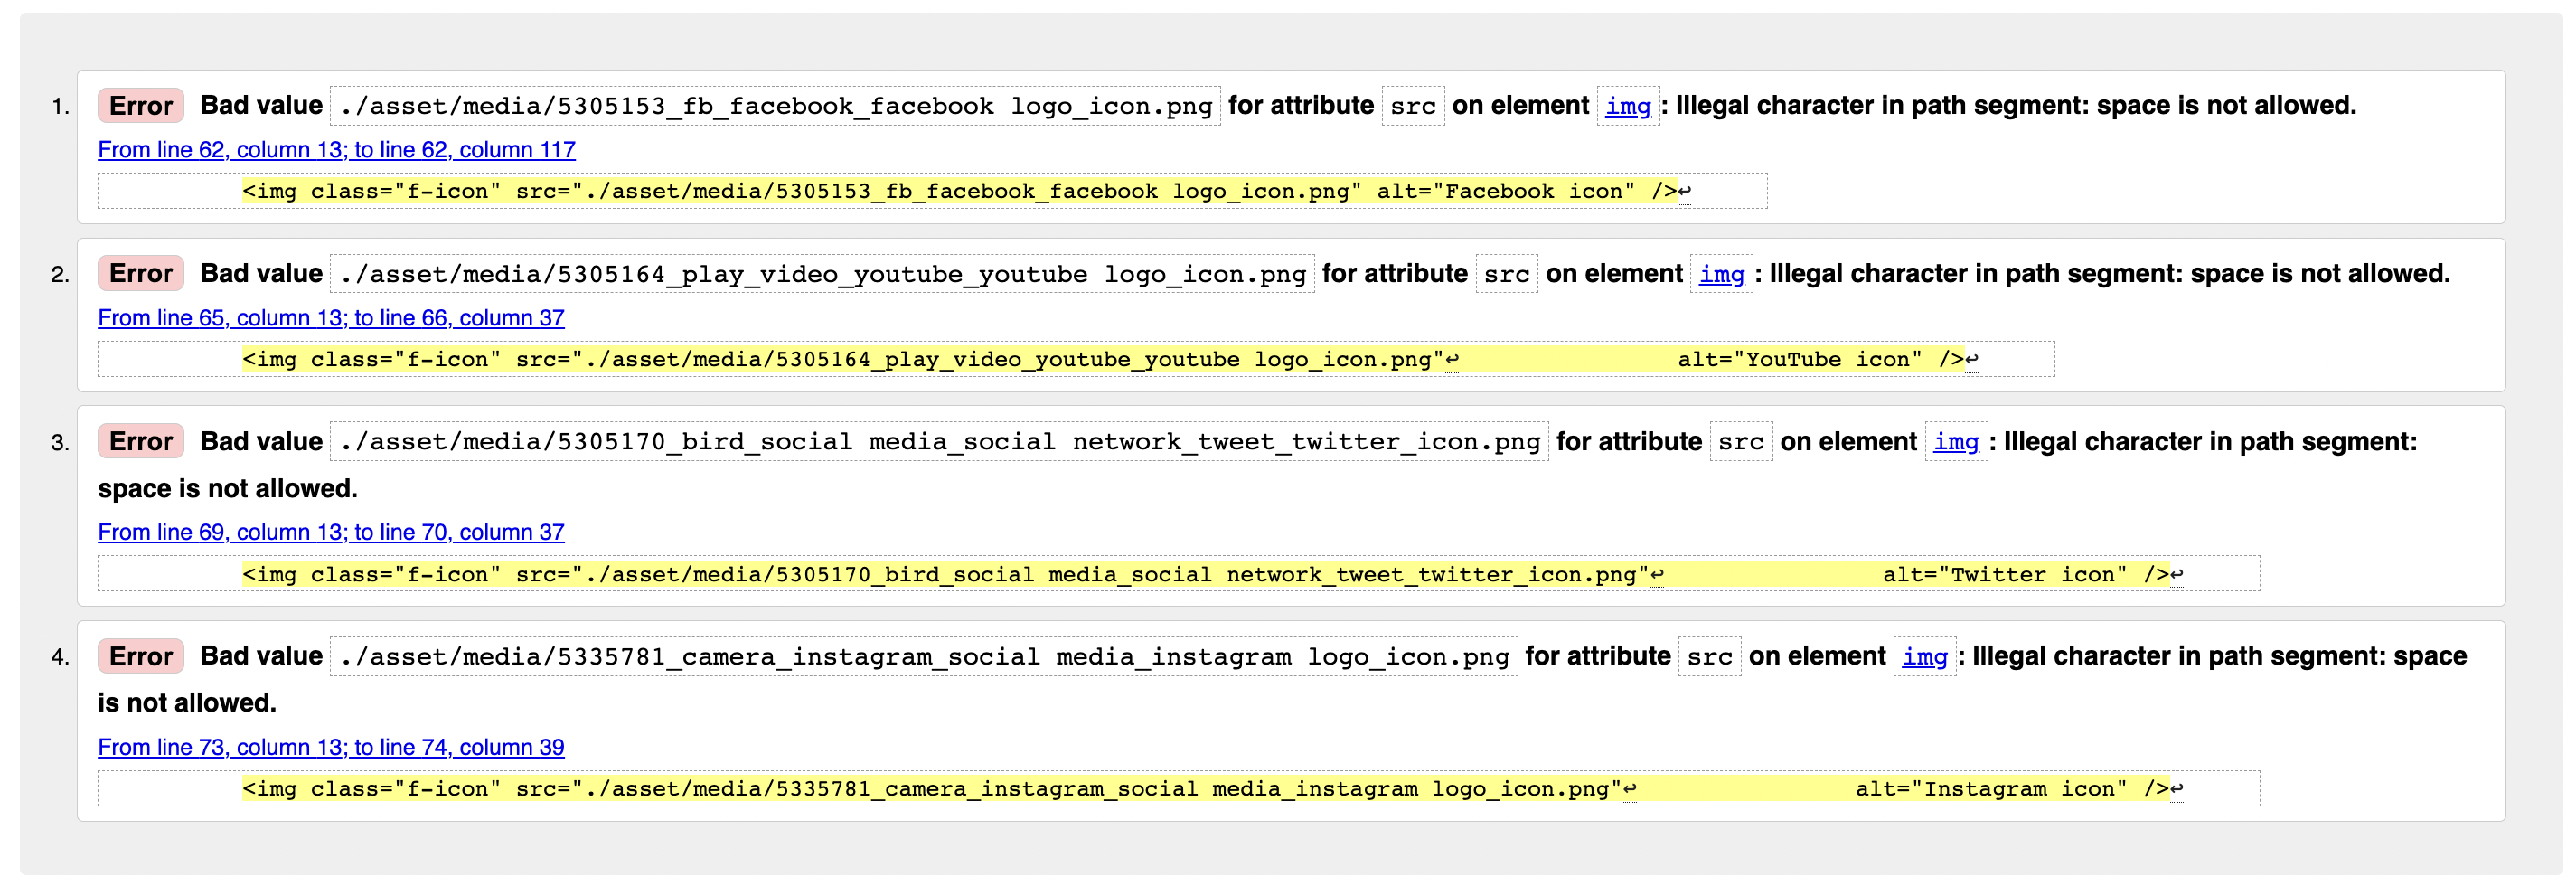 1. Error Bad value ./asset/media/5305153_fb_facebook_facebook logo_icon.png for attribute src on element img: Illegal character in path segment: space is not allowed.
From line 62, column 13; to line 62, column 117
<img class="f-icon" src="./asset/media/5305153_fb_facebook_facebook logo_icon.png" alt="Facebook icon" />↩
2. Error Bad value ./asset/media/5305164_play_video_youtube_youtube logo_icon.png for attribute src on element img: Illegal character in path segment: space is not allowed.
From line 65, column 13; to line 66, column 37
<img class="f-icon" src="./asset/media/5305164_play_video_youtube_youtube logo_icon.png"↩ alt="YouTube icon" />↩
3. Error Bad value ./asset/media/5305170_bird_social media_social network_tweet_twitter_icon.png for attribute src on element img: Illegal character in path segment:
space is not allowed.
From line 69, column 13; to line 70, column 37
<img class="f-icon" src="./asset/media/5305170_bird_social media_social network_tweet_twitter_icon.png"↩ alt="Twitter icon" />↩
4. Error Bad value ./asset/media/5335781_camera_instagram_social media_instagram logo_icon.png for attribute src on element img: Illegal character in path segment: space
is not allowed.
From line 73, column 13; to line 74, column 39
<img class="f-icon" src="./asset/media/5335781_camera_instagram_social media_instagram logo_icon.png"↩ alt="Instagram icon" />↩